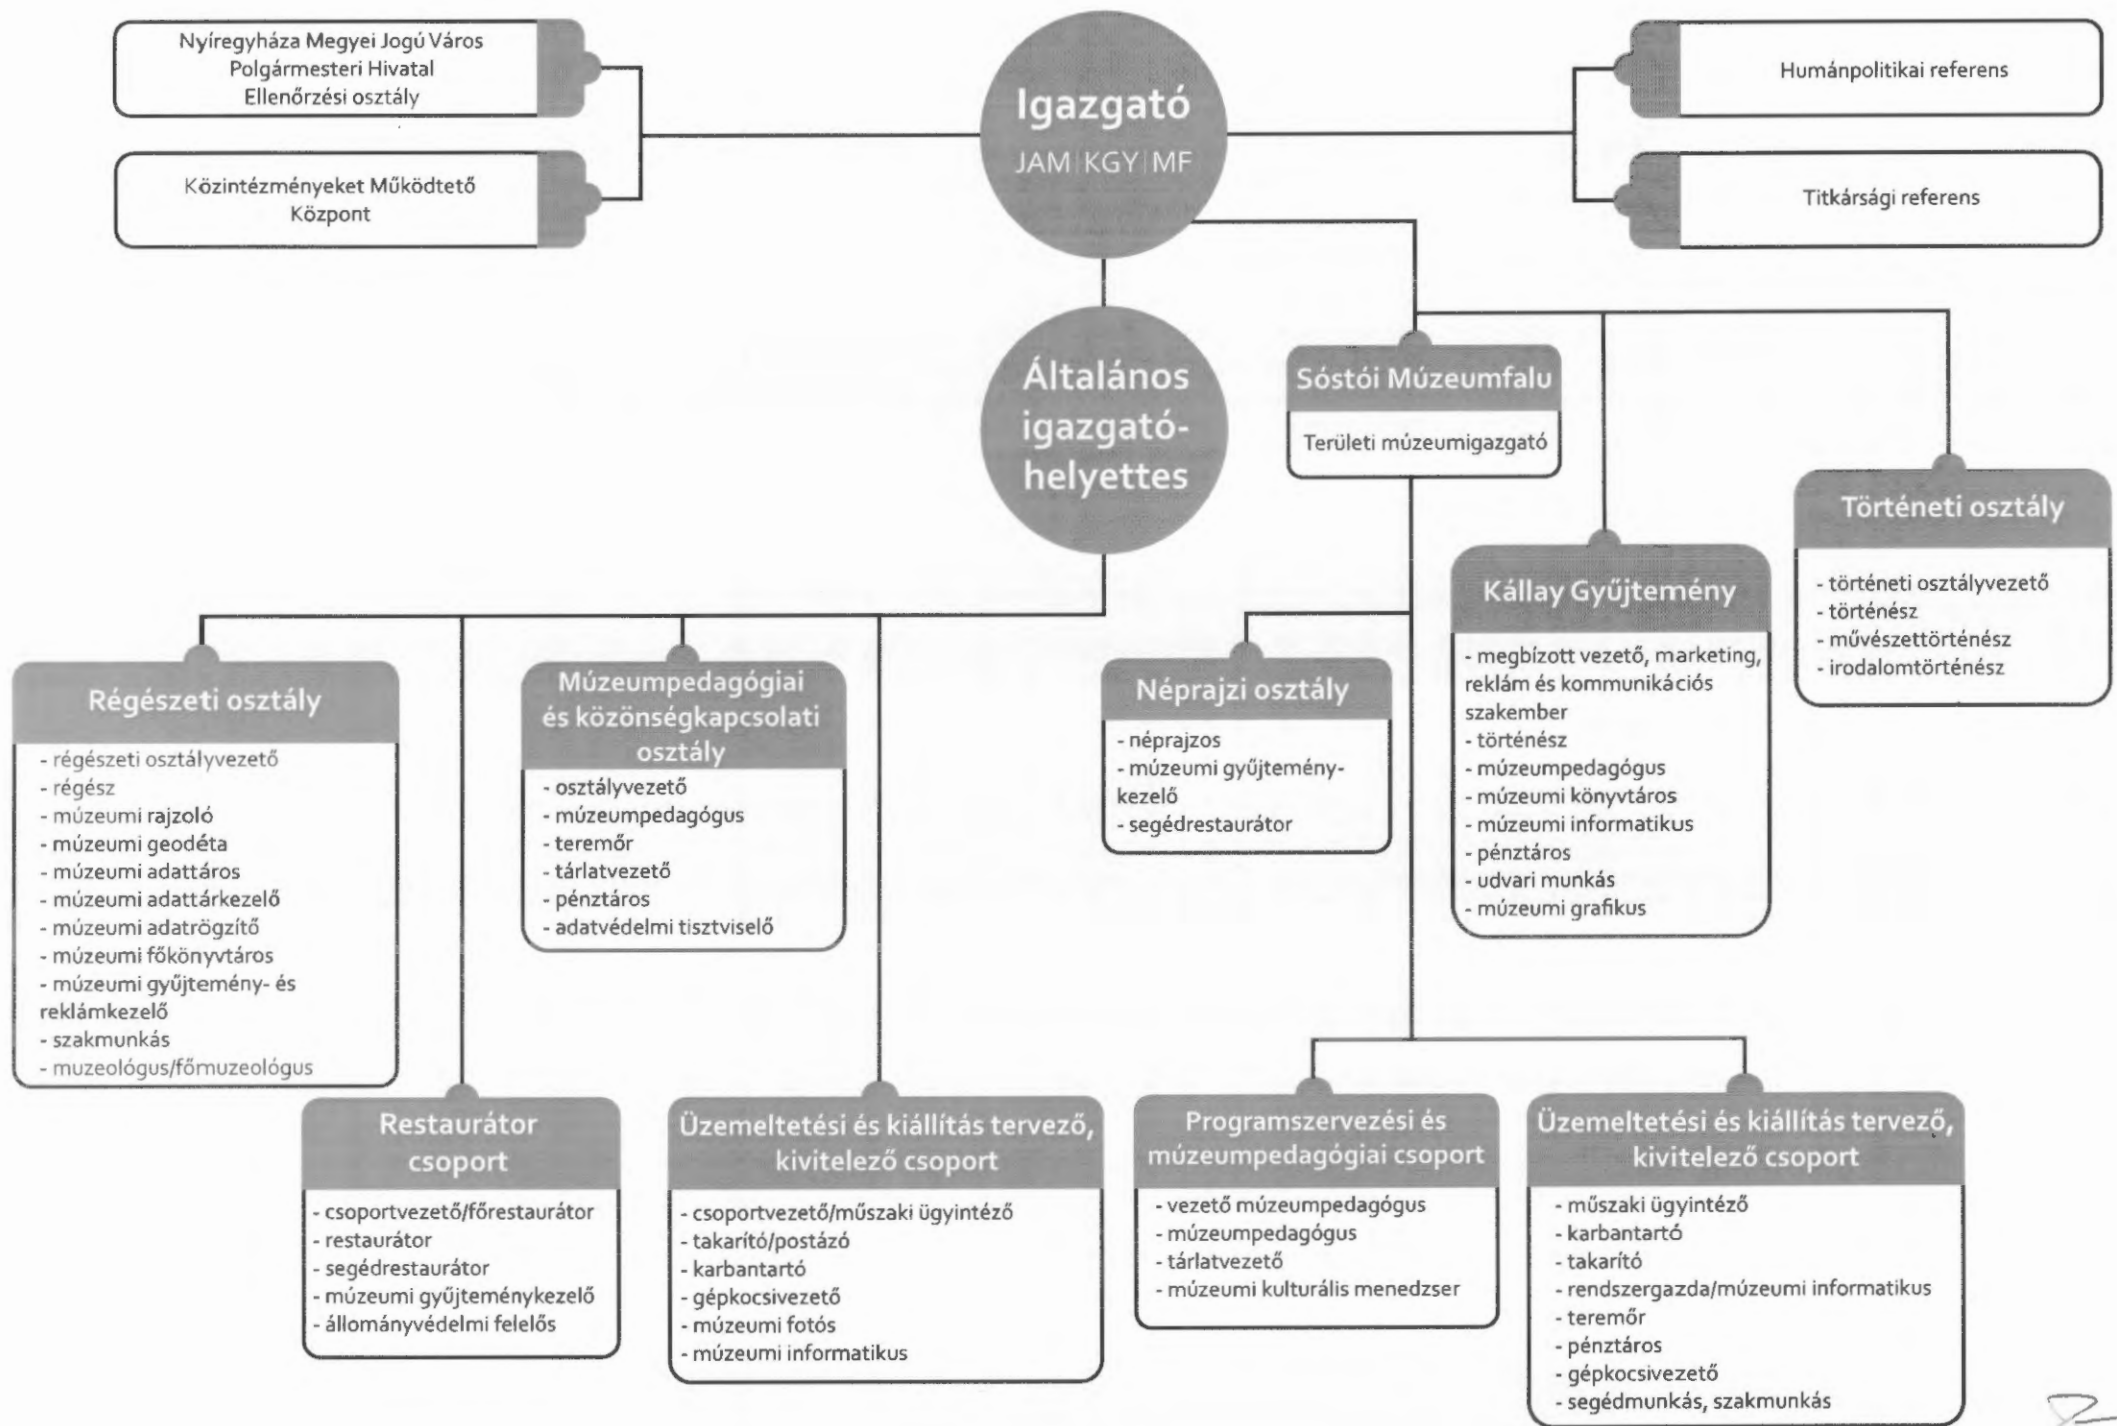 Nyíregyháza Megyei Jogú Város
Polgármesteri Hivatal
Ellenőrzési osztály
Közintézményeket Működtető
Központ
Igazgató
JAM|KGY|MF
Humánpolitikai referens
Titkársági referens
Általános
igazgató-
helyettes
Sóstói Múzeumfalu
Területi múzeumigazgató
Történeti osztály
- történeti osztályvezető
- történész
- művészettörténész
- irodalomtörténész
Kállay Gyűjtemény
- megbízott vezető, marketing,
reklám és kommunikációs
szakember
- történész
- múzeumpedagógus
- múzeumi könyvtáros
- múzeumi informatikus
- pénztáros
- udvari munkás
- múzeumi grafikus
Régészeti osztály
- régészeti osztályvezető
- régész
- múzeumi rajzoló
- múzeumi geodéta
- múzeumi adattáros
- múzeumi adattárkezelő
- múzeumi adatrögzítő
- múzeumi főkönyvtáros
- múzeumi gyűjtemény- és
reklámkezelő
- szakmunkás
- muzeológus/főmuzeológus
Múzeumpedagógiai
és közönségkapcsolati
osztály
- osztályvezető
- múzeumpedagógus
- teremőr
- tárlatvezető
- pénztáros
- adatvédelmi tisztviselő
Néprajzi osztály
- néprajzos
- múzeumi gyűjtemény-
kezelő
- segédrestaurátor
Restaurátor
csoport
- csoportvezető/főrestaurátor
- restaurátor
- segédrestaurátor
- múzeumi gyűjteménykezelő
- állományvédelmi felelős
Üzemeltetési és kiállítás tervező,
kivitelező csoport
- csoportvezető/műszaki ügyintéző
- takarító/postázó
- karbantartó
- gépkocsivezető
- múzeumi fotós
- múzeumi informatikus
Programszervezési és
múzeumpedagógiai csoport
- vezető múzeumpedagógus
- múzeumpedagógus
- tárlatvezető
- múzeumi kulturális menedzser
Üzemeltetési és kiállítás tervező,
kivitelező csoport
- műszaki ügyintéző
- karbantartó
- takarító
- rendszergazda/múzeumi informatikus
- teremőr
- pénztáros
- gépkocsivezető
- segédmunkás, szakmunkás